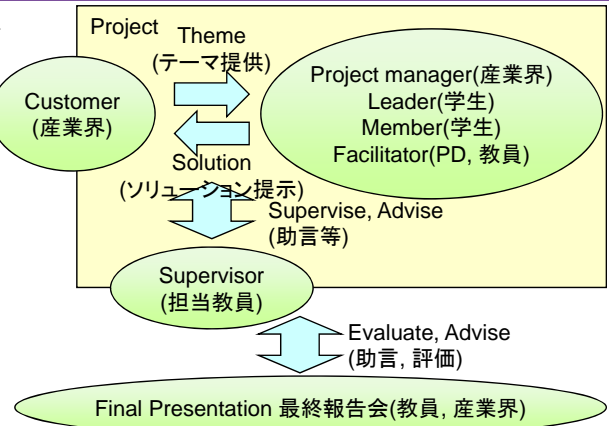 Project
Theme
(テーマ提供)
Customer
(産業界)
Project manager(産業界)
Leader(学生)
Member(学生)
Facilitator(PD, 教員)
Solution
(ソリューション提示)
Supervise, Advise
(助言等)
Supervisor
(担当教員)
Evaluate, Advise
(助言, 評価)
Final Presentation 最終報告会(教員, 産業界)